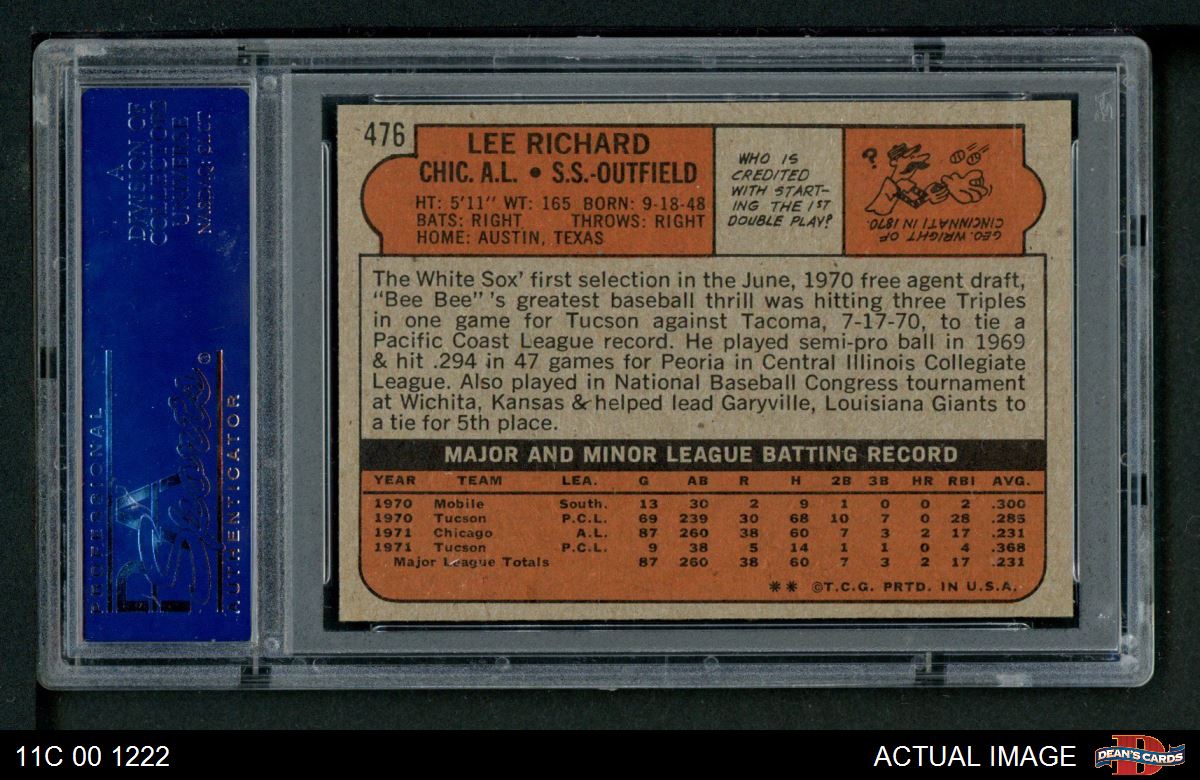 A
DIVISION OF
COLLECTORS
UNIVERSE
NASDAQ: CLCT
PROFESSIONAL
PSA
Sports®
AUTHENTICATOR
476
LEE RICHARD
CHIC. A.L. • S.S.-OUTFIELD
HT: 5'11" WT: 165 BORN: 9-18-48
BATS: RIGHT THROWS: RIGHT
HOME: AUSTIN, TEXAS
WHO IS
CREDITED
WITH START-
ING THE 1ST
DOUBLE PLAY?
?
GEO. WRIGHT OF
CINCINNATI IN 1870.
The White Sox' first selection in the June, 1970 free agent draft,
"Bee Bee" 's greatest baseball thrill was hitting three Triples
in one game for Tucson against Tacoma, 7-17-70, to tie a
Pacific Coast League record. He played semi-pro ball in 1969
& hit .294 in 47 games for Peoria in Central Illinois Collegiate
League. Also played in National Baseball Congress tournament
at Wichita, Kansas & helped lead Garyville, Louisiana Giants to
a tie for 5th place.
MAJOR AND MINOR LEAGUE BATTING RECORD
YEAR TEAM LEA. G AB R H 2B 3B HR RBI AVG.
1970 Mobile South. 13 30 2 9 1 0 0 2 .300
1970 Tucson P.C.L. 69 239 30 68 10 7 0 28 .285
1971 Chicago A.L. 87 260 38 60 7 3 2 17 .231
1971 Tucson P.C.L. 9 38 5 14 1 1 0 4 .368
Major League Totals 87 260 38 60 7 3 2 17 .231
** ©T.C.G. PRTD. IN U.S.A.
11C 00 1222
ACTUAL IMAGE
D
DEAN'S CARDS